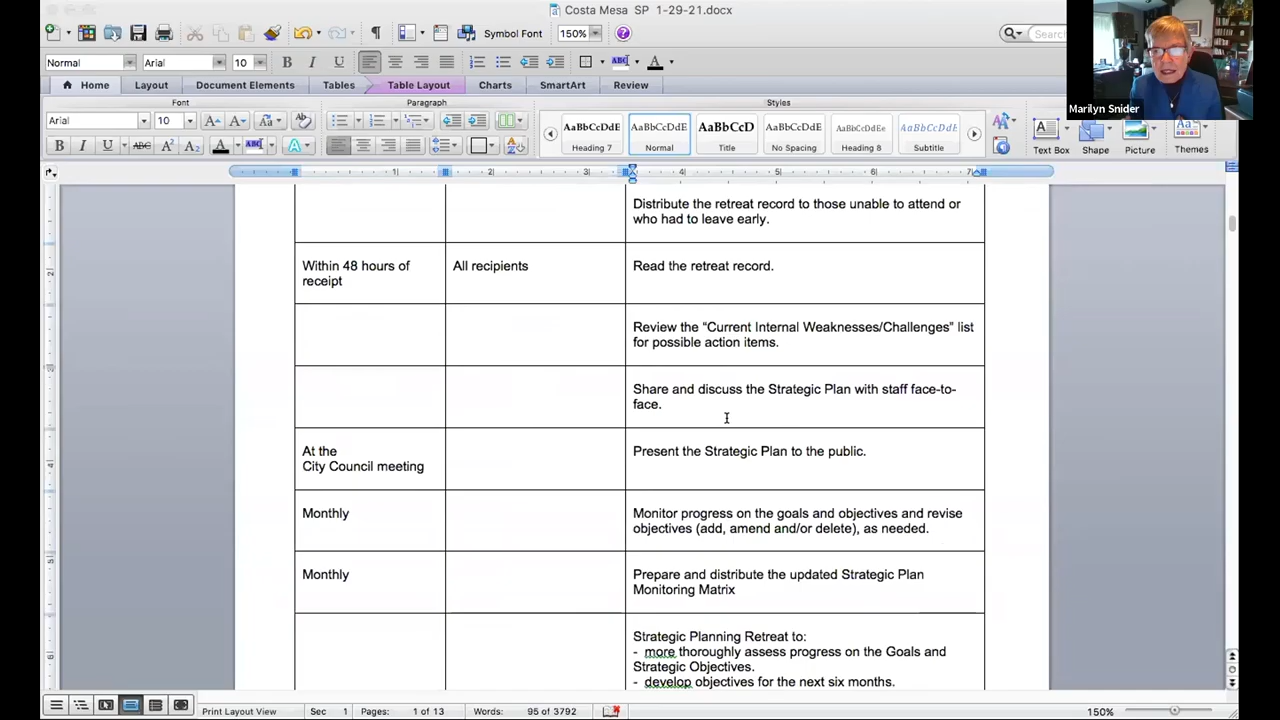 Costa Mesa SP 1-29-21.docx
Symbol Font 150%
Search
Normal Arial 10
Home Layout Document Elements Tables Table Layout Charts SmartArt Review
Marilyn Snider
Font Paragraph Styles
Arial 10
AaBbCcDdE AaBbCcDdE AaBbCcD AaBbCcDdE AaBbCcDdEe AaBbCcDdE
Heading 7 Normal Title No Spacing Heading 8 Subtitle
Text Box Shape Picture Themes
Distribute the retreat record to those unable to attend or
who had to leave early.
Within 48 hours of
receipt
All recipients
Read the retreat record.
Review the “Current Internal Weaknesses/Challenges” list
for possible action items.
Share and discuss the Strategic Plan with staff face-to-
face.
At the
City Council meeting
Present the Strategic Plan to the public.
Monthly
Monitor progress on the goals and objectives and revise
objectives (add, amend and/or delete), as needed.
Monthly
Prepare and distribute the updated Strategic Plan
Monitoring Matrix
Strategic Planning Retreat to:
- more thoroughly assess progress on the Goals and
Strategic Objectives.
- develop objectives for the next six months.
Print Layout View Sec 1 Pages: 1 of 13 Words: 95 of 3792 150%